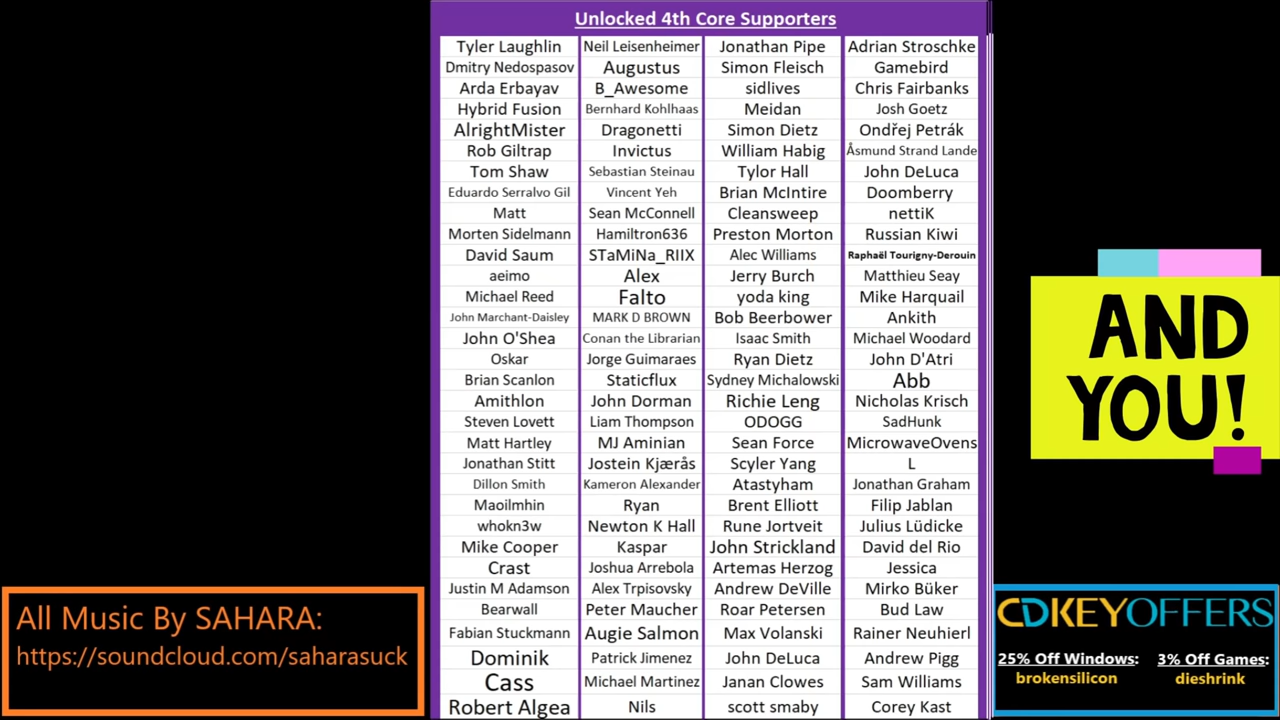 Unlocked 4th Core Supporters
Tyler Laughlin Neil Leisenheimer Jonathan Pipe Adrian Stroschke
Dmitry Nedospasov Augustus Simon Fleisch Gamebird
Arda Erbayav B_Awesome sidlives Chris Fairbanks
Hybrid Fusion Bernhard Kohlhaas Meidan Josh Goetz
AlrightMister Dragonetti Simon Dietz Ondřej Petrák
Rob Giltrap Invictus William Habig Åsmund Strand Lande
Tom Shaw Sebastian Steinau Tylor Hall John DeLuca
Eduardo Serralvo Gil Vincent Yeh Brian McIntire Doomberry
Matt Sean McConnell Cleansweep nettiK
Morten Sidelmann Hamiltron636 Preston Morton Russian Kiwi
David Saum STaMiNa_RIIX Alec Williams Raphaël Tourigny-Derouin
aeimo Alex Jerry Burch Matthieu Seay
Michael Reed Falto yoda king Mike Harquail
John Marchant-Daisley MARK D BROWN Bob Beerbower Ankith
John O'Shea Conan the Librarian Isaac Smith Michael Woodard
Oskar Jorge Guimaraes Ryan Dietz John D'Atri
Brian Scanlon Staticflux Sydney Michalowski Abb
Amithlon John Dorman Richie Leng Nicholas Krisch
Steven Lovett Liam Thompson ODOGG SadHunk
Matt Hartley MJ Aminian Sean Force MicrowaveOvens
Jonathan Stitt Jostein Kjærås Scyler Yang L
Dillon Smith Kameron Alexander Atastyham Jonathan Graham
Maoilmhin Ryan Brent Elliott Filip Jablan
whokn3w Newton K Hall Rune Jortveit Julius Lüdicke
Mike Cooper Kaspar John Strickland David del Rio
Crast Joshua Arrebola Artemas Herzog Jessica
Justin M Adamson Alex Trpisovsky Andrew DeVille Mirko Büker
Bearwall Peter Maucher Roar Petersen Bud Law
Fabian Stuckmann Augie Salmon Max Volanski Rainer Neuhierl
Dominik Patrick Jimenez John DeLuca Andrew Pigg
Cass Michael Martinez Janan Clowes Sam Williams
Robert Algea Nils scott smaby Corey Kast
AND
YOU!
All Music By SAHARA:
https://soundcloud.com/saharasuck
CDKEYOFFERS
25% Off Windows: 3% Off Games:
brokensilicon dieshrink